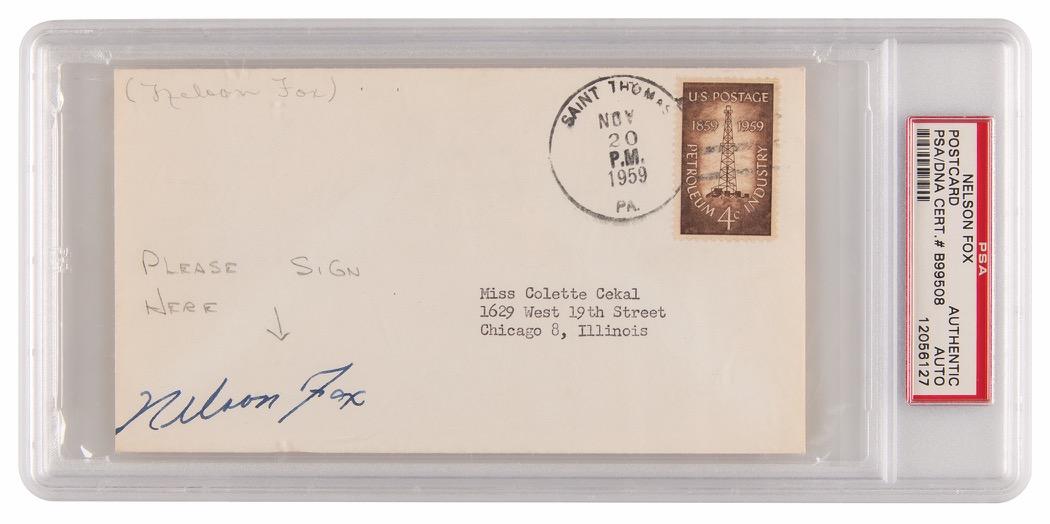 (Nelson Fox)
SAINT THOMAS
NOV
20
P.M.
1959
PA.
U.S. POSTAGE
1859 1959
PETROLEUM INDUSTRY
4c
PLEASE SIGN
HERE
Miss Colette Cekal
1629 West 19th Street
Chicago 8, Illinois
Nelson Fox
PSA
NELSON FOX
POSTCARD AUTHENTIC
AUTO
PSA/DNA CERT.# B99508 12056127